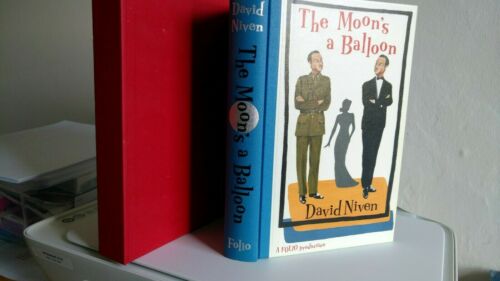 David
Niven
The Moon's a Balloon
Folio
The Moon's
a Balloon
David Niven
A FOLIO production